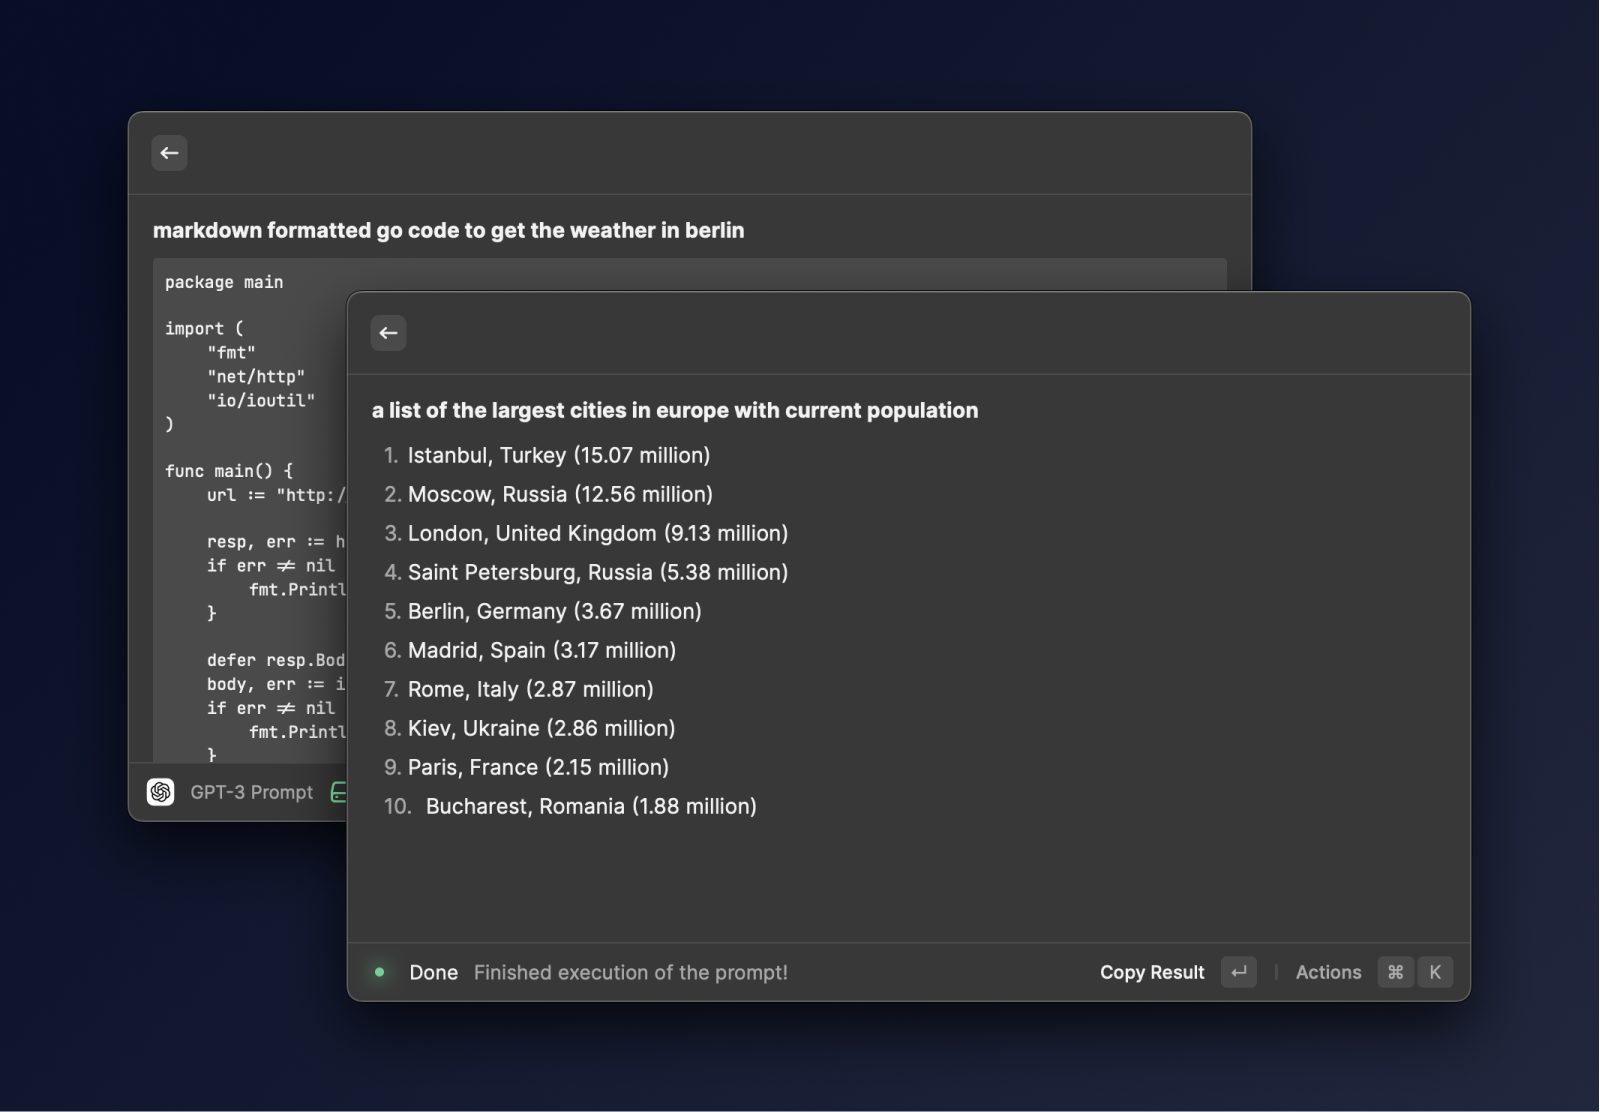 markdown formatted go code to get the weather in berlin
package main
import (
"fmt"
"net/http"
"io/ioutil"
)
func main() {
url := "http:/
resp, err := h
if err != nil
fmt.Printl
}
defer resp.Bod
body, err := i
if err != nil
fmt.Printl
}
GPT-3 Prompt
a list of the largest cities in europe with current population
1. Istanbul, Turkey (15.07 million)
2. Moscow, Russia (12.56 million)
3. London, United Kingdom (9.13 million)
4. Saint Petersburg, Russia (5.38 million)
5. Berlin, Germany (3.67 million)
6. Madrid, Spain (3.17 million)
7. Rome, Italy (2.87 million)
8. Kiev, Ukraine (2.86 million)
9. Paris, France (2.15 million)
10. Bucharest, Romania (1.88 million)
Done Finished execution of the prompt! Copy Result ↵ | Actions ⌘ K